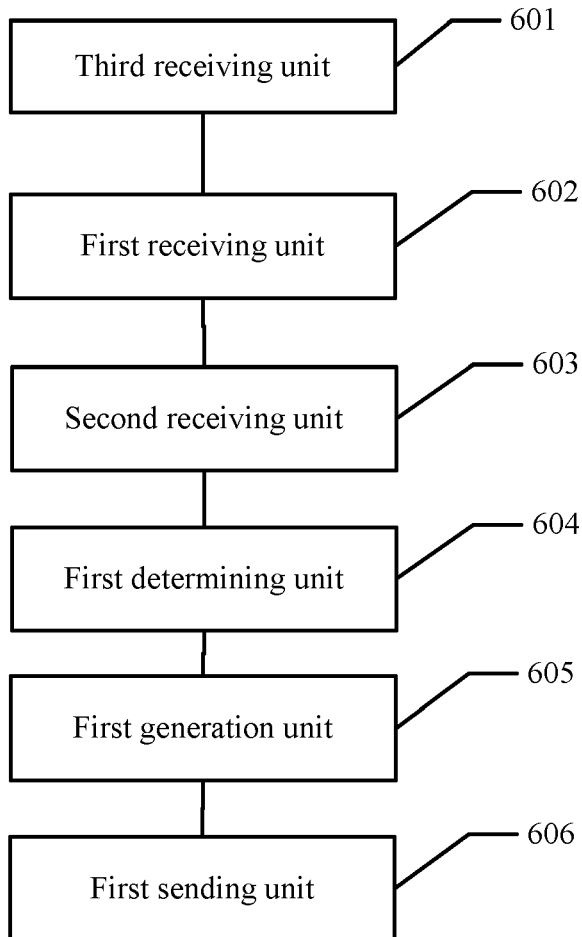 601
Third receiving unit
602
First receiving unit
603
Second receiving unit
604
First determining unit
605
First generation unit
606
First sending unit